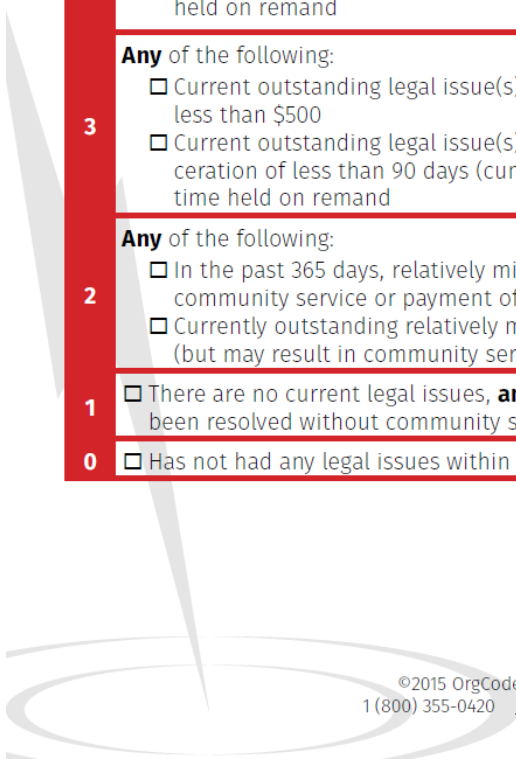 held on remand
Any of the following:
Current outstanding legal issue(s)
less than $500
3
Current outstanding legal issue(s)
ceration of less than 90 days (cur
time held on remand
Any of the following:
In the past 365 days, relatively mi
2
community service or payment of
Currently outstanding relatively m
(but may result in community ser
There are no current legal issues, an
1
been resolved without community s
0 Has not had any legal issues within
©2015 OrgCode
1 (800) 355-0420